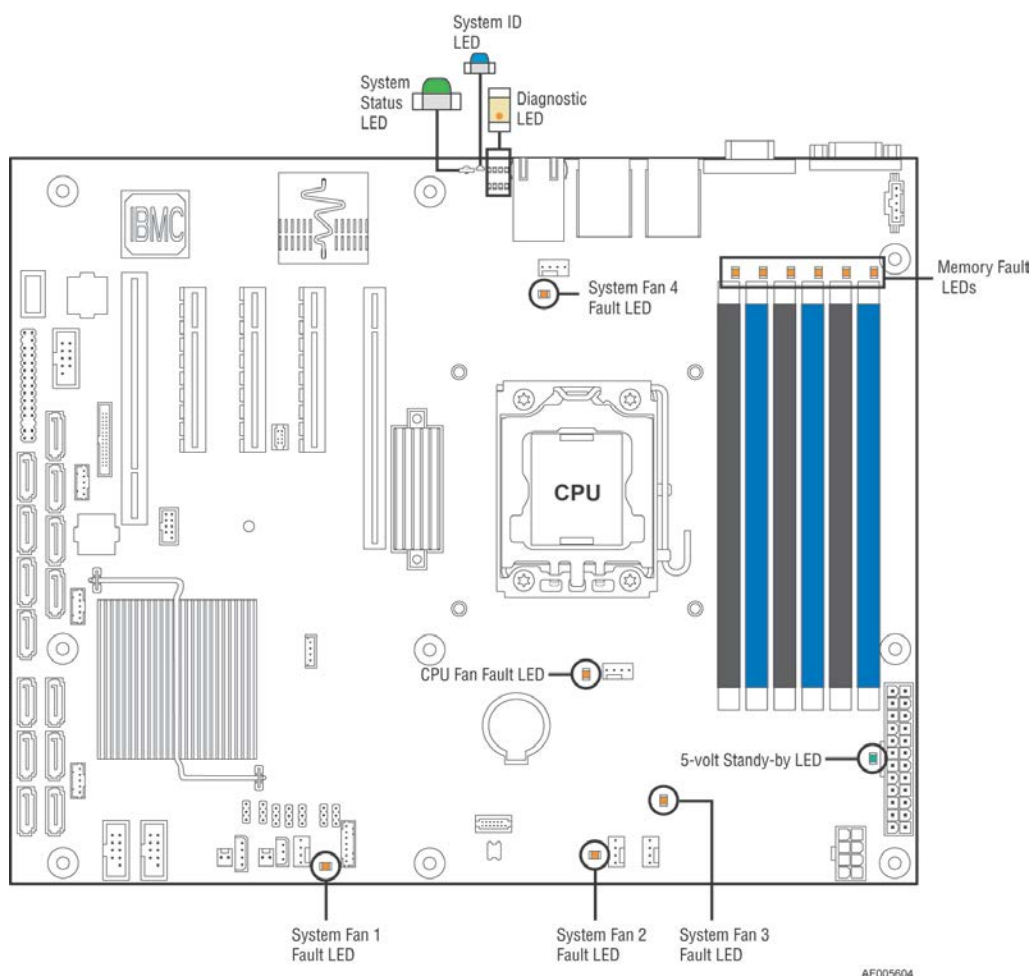 System ID
LED
System
Status
LED
Diagnostic
LED
IBMC
System Fan 4
Fault LED
Memory Fault
LEDs
CPU
CPU Fan Fault LED
5-volt Standy-by LED
System Fan 1
Fault LED
System Fan 2
Fault LED
System Fan 3
Fault LED
AF005604